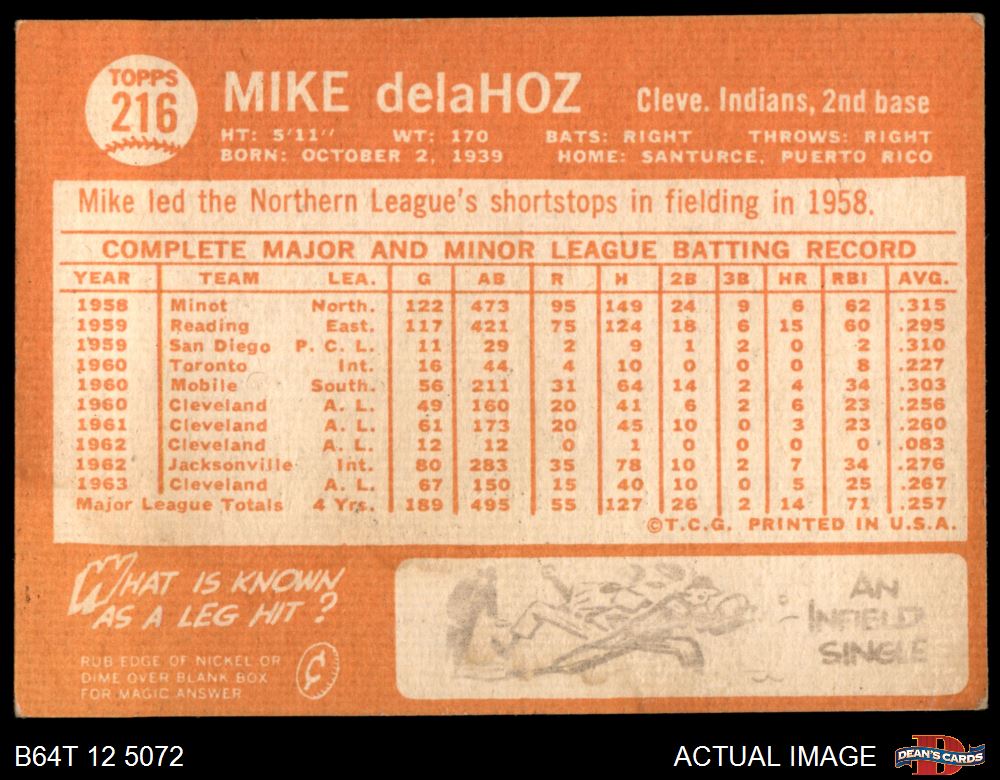 TOPPS
216
MIKE delaHOZ
Cleve. Indians, 2nd base
HT: 5'11" WT: 170 BATS: RIGHT THROWS: RIGHT
BORN: OCTOBER 2, 1939 HOME: SANTURCE, PUERTO RICO
Mike led the Northern League's shortstops in fielding in 1958.
COMPLETE MAJOR AND MINOR LEAGUE BATTING RECORD
YEAR TEAM LEA. G AB R H 2B 3B HR RBI AVG.
1958 Minot North. 122 473 95 149 24 9 6 62 .315
1959 Reading East. 117 421 75 124 18 6 15 60 .295
1959 San Diego P. C. L. 11 29 2 9 1 2 0 2 .310
1960 Toronto Int. 16 44 4 10 0 0 0 8 .227
1960 Mobile South. 56 211 31 64 14 2 4 34 .303
1960 Cleveland A. L. 49 160 20 41 6 2 6 23 .256
1961 Cleveland A. L. 61 173 20 45 10 0 3 23 .260
1962 Cleveland A. L. 12 12 0 1 0 0 0 0 .083
1962 Jacksonville Int. 80 283 35 78 10 2 7 34 .276
1963 Cleveland A. L. 67 150 15 40 10 0 5 25 .267
Major League Totals 4 Yrs. 189 495 55 127 26 2 14 71 .257
©T.C.G. PRINTED IN U.S.A.
WHAT IS KNOWN
AS A LEG HIT?
RUB EDGE OF NICKEL OR
DIME OVER BLANK BOX
FOR MAGIC ANSWER
AN
INFIELD
SINGLE
B64T 12 5072
ACTUAL IMAGE
DEAN'S CARDS